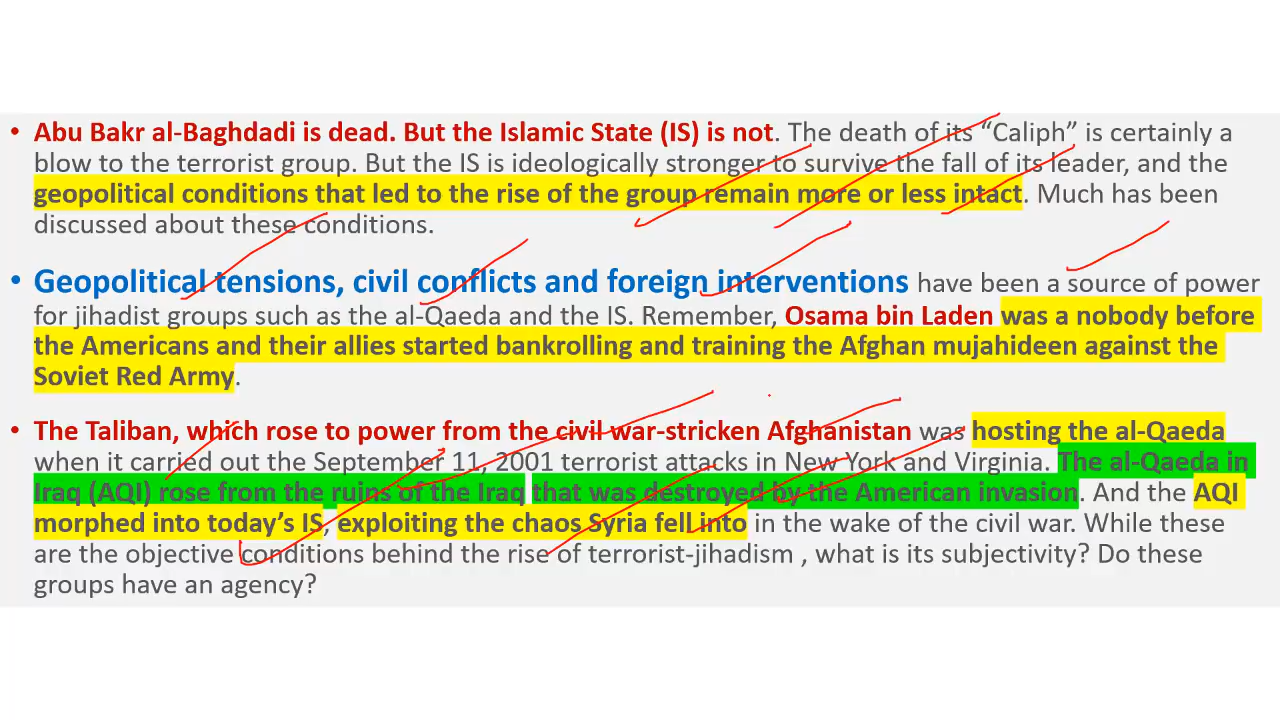 • Abu Bakr al-Baghdadi is dead. But the Islamic State (IS) is not. The death of its “Caliph” is certainly a
blow to the terrorist group. But the IS is ideologically stronger to survive the fall of its leader, and the
geopolitical conditions that led to the rise of the group remain more or less intact. Much has been
discussed about these conditions.
• Geopolitical tensions, civil conflicts and foreign interventions have been a source of power
for jihadist groups such as the al-Qaeda and the IS. Remember, Osama bin Laden was a nobody before
the Americans and their allies started bankrolling and training the Afghan mujahideen against the
Soviet Red Army.
• The Taliban, which rose to power from the civil war-stricken Afghanistan was hosting the al-Qaeda
when it carried out the September 11, 2001 terrorist attacks in New York and Virginia. The al-Qaeda in
Iraq (AQI) rose from the ruins of the Iraq that was destroyed by the American invasion. And the AQI
morphed into today’s IS, exploiting the chaos Syria fell into in the wake of the civil war. While these
are the objective conditions behind the rise of terrorist-jihadism , what is its subjectivity? Do these
groups have an agency?